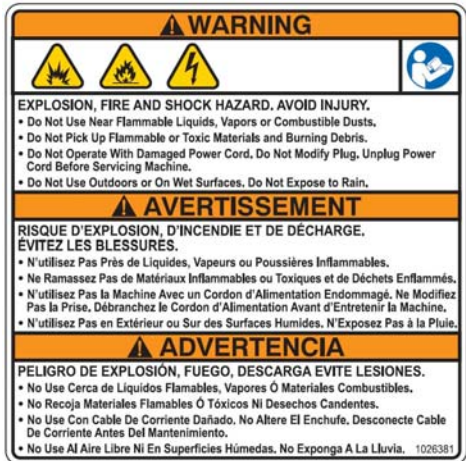 WARNING
EXPLOSION, FIRE AND SHOCK HAZARD. AVOID INJURY.
• Do Not Use Near Flammable Liquids, Vapors or Combustible Dusts.
• Do Not Pick Up Flammable or Toxic Materials and Burning Debris.
• Do Not Operate With Damaged Power Cord. Do Not Modify Plug. Unplug Power
Cord Before Servicing Machine.
• Do Not Use Outdoors or On Wet Surfaces. Do Not Expose to Rain.
AVERTISSEMENT
RISQUE D'EXPLOSION, D'INCENDIE ET DE DÉCHARGE.
ÉVITEZ LES BLESSURES.
• N'utilisez Pas Près de Liquides, Vapeurs ou Poussières Inflammables.
• Ne Ramassez Pas de Matériaux Inflammables ou Toxiques et de Déchets Enflammés.
• N'utilisez Pas la Machine Avec un Cordon d'Alimentation Endommagé. Ne Modifiez
Pas la Prise. Débranchez le Cordon d'Alimentation Avant d'Entretenir la Machine.
• N'utilisez Pas en Extérieur ou Sur des Surfaces Humides. N'Exposez Pas à la Pluie.
ADVERTENCIA
PELIGRO DE EXPLOSIÓN, FUEGO, DESCARGA EVITE LESIONES.
• No Use Cerca de Líquidos Flamables, Vapores Ó Materiales Combustibles.
• No Recoja Materiales Flamables Ó Tóxicos Ni Desechos Candentes.
• No Use Con Cable De Corriente Dañado. No Altere El Enchufe. Desconecte Cable
De Corriente Antes Del Mantenimiento.
• No Use Al Aire Libre Ni En Superficies Húmedas. No Exponga A La Lluvia. 1026381